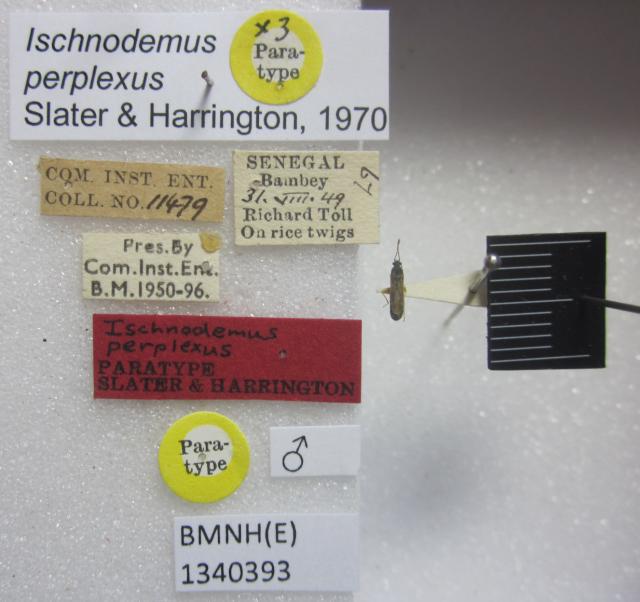 Ischnodemus
perplexus
Slater & Harrington, 1970
x3
Para-
type
COM. INST. ENT.
COLL. NO. 11479
SENEGAL
Bambey
31. VIII. 49
Richard Toll
On rice twigs
67
Pres. By
Com. Inst. Ent.
B.M. 1950-96.
Ischnodemus
perplexus
PARATYPE
SLATER & HARRINGTON
Para-
type
♂
BMNH(E)
1340393